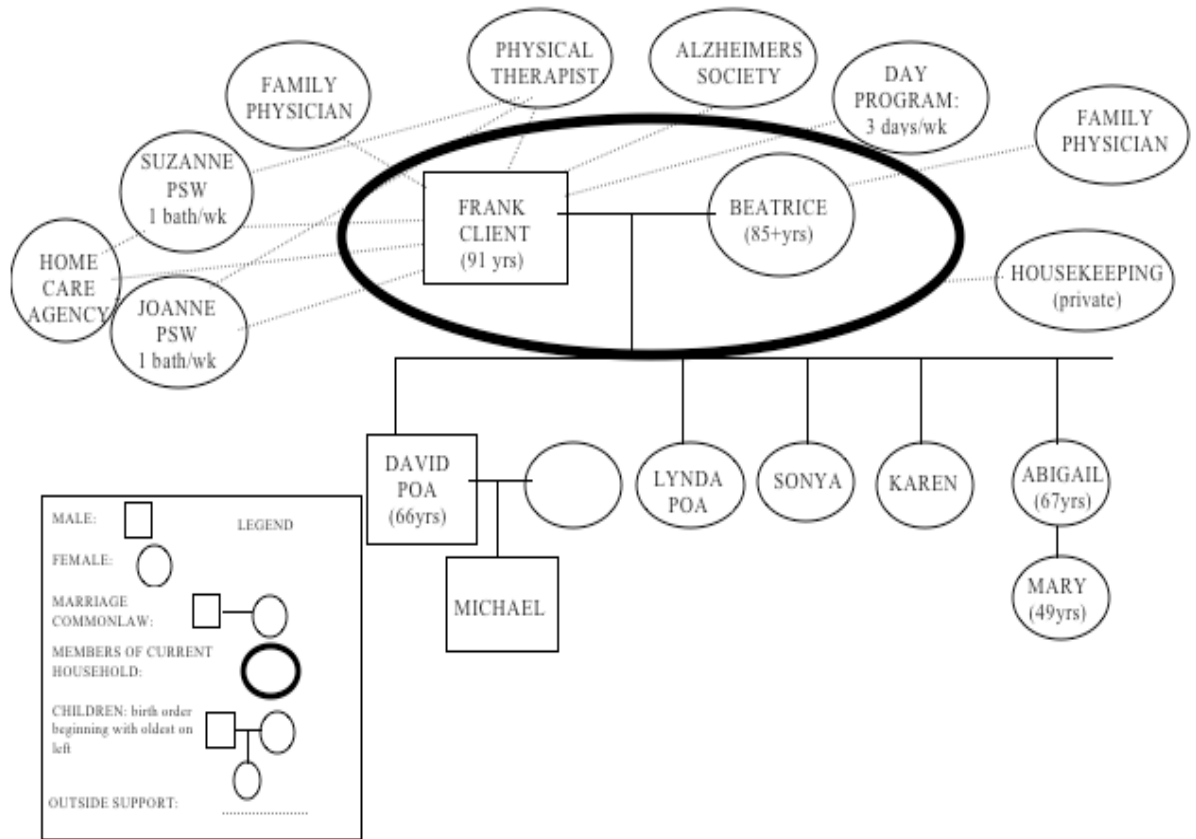 PHYSICAL
THERAPIST
ALZHEIMERS
SOCIETY
FAMILY
PHYSICIAN
DAY
PROGRAM:
3 days/wk
FAMILY
PHYSICIAN
SUZANNE
PSW
1 bath/wk
FRANK
CLIENT
(91 yrs)
BEATRICE
(85+yrs)
HOME
CARE
AGENCY
JOANNE
PSW
1 bath/wk
HOUSEKEEPING
(private)
DAVID
POA
(66yrs)
LYNDA
POA
SONYA
KAREN
ABIGAIL
(67yrs)
MICHAEL
MARY
(49yrs)
LEGEND
MALE:
FEMALE:
MARRIAGE
COMMONLAW:
MEMBERS OF CURRENT
HOUSEHOLD:
CHILDREN: birth order
beginning with oldest on
left
OUTSIDE SUPPORT: